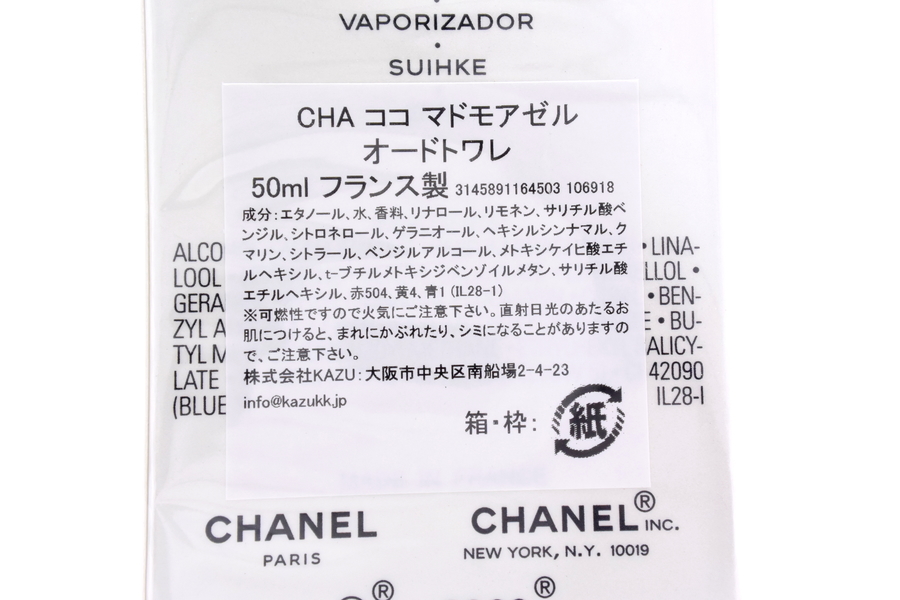 VAPORIZADOR
•
SUIHKE
CHA ココ マドモアゼル
オードトワレ
50ml フランス製 3145891164503 106918
成分：エタノール、水、香料、リナロール、リモネン、サリチル酸ベ
ンジル、シトロネロール、ゲラニオール、ヘキシルシンナマル、ク
マリン、シトラール、ベンジルアルコール、メトキシケイヒ酸エチ
ルヘキシル、t-ブチルメトキシジベンゾイルメタン、サリチル酸
エチルヘキシル、赤504、黄4、青1 (IL28-1)
※可燃性ですので火気にご注意下さい。直射日光のあたるお
肌につけると、まれにかぶれたり、シミになることがありますの
で、ご注意下さい。
株式会社KAZU：大阪市中央区南船場2-4-23
info@kazukk.jp
箱・枠：紙
ALCO • LINA-
LOOL LLOL •
GERA • BEN-
ZYL A E • BU-
TYL M ALICY-
LATE 42090
(BLUE IL28-I
CHANEL
PARIS
CHANEL® INC.
NEW YORK, N.Y. 10019
® ®